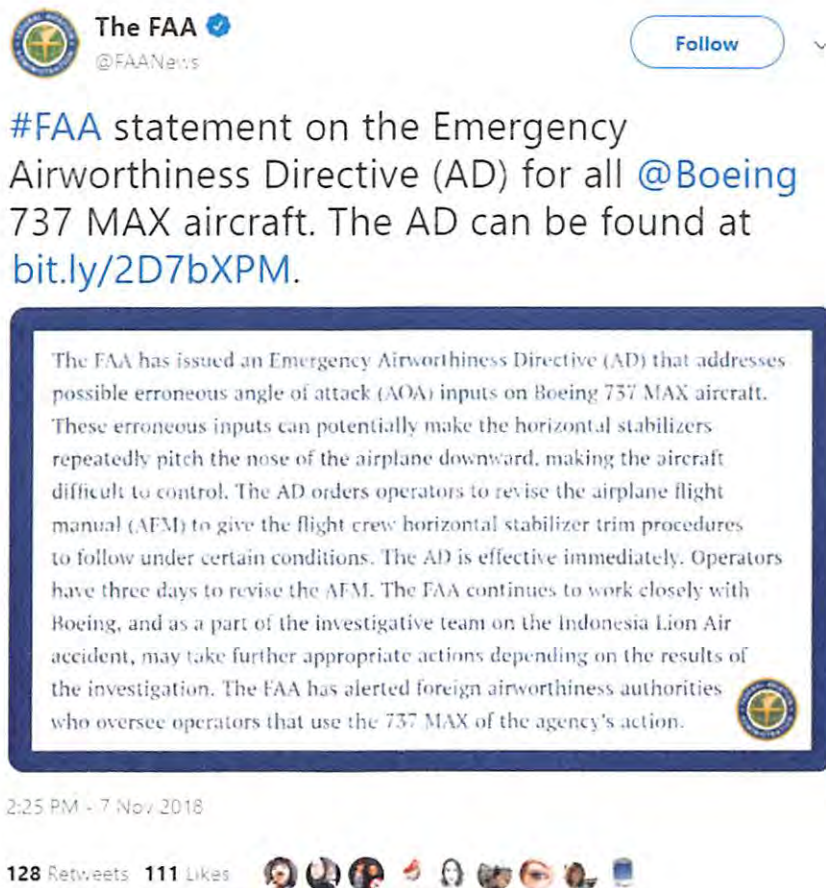 The FAA
@FAANews
Follow
#FAA statement on the Emergency
Airworthiness Directive (AD) for all @Boeing
737 MAX aircraft. The AD can be found at
bit.ly/2D7bXPM.
The FAA has issued an Emergency Airworthiness Directive (AD) that addresses
possible erroneous angle of attack (AOA) inputs on Boeing 737 MAX aircraft.
These erroneous inputs can potentially make the horizontal stabilizers
repeatedly pitch the nose of the airplane downward, making the aircraft
difficult to control. The AD orders operators to revise the airplane flight
manual (AFM) to give the flight crew horizontal stabilizer trim procedures
to follow under certain conditions. The AD is effective immediately. Operators
have three days to revise the AFM. The FAA continues to work closely with
Boeing, and as a part of the investigative team on the Indonesia Lion Air
accident, may take further appropriate actions depending on the results of
the investigation. The FAA has alerted foreign airworthiness authorities
who oversee operators that use the 737 MAX of the agency's action.
2:25 PM - 7 Nov 2018
128 Retweets 111 Likes